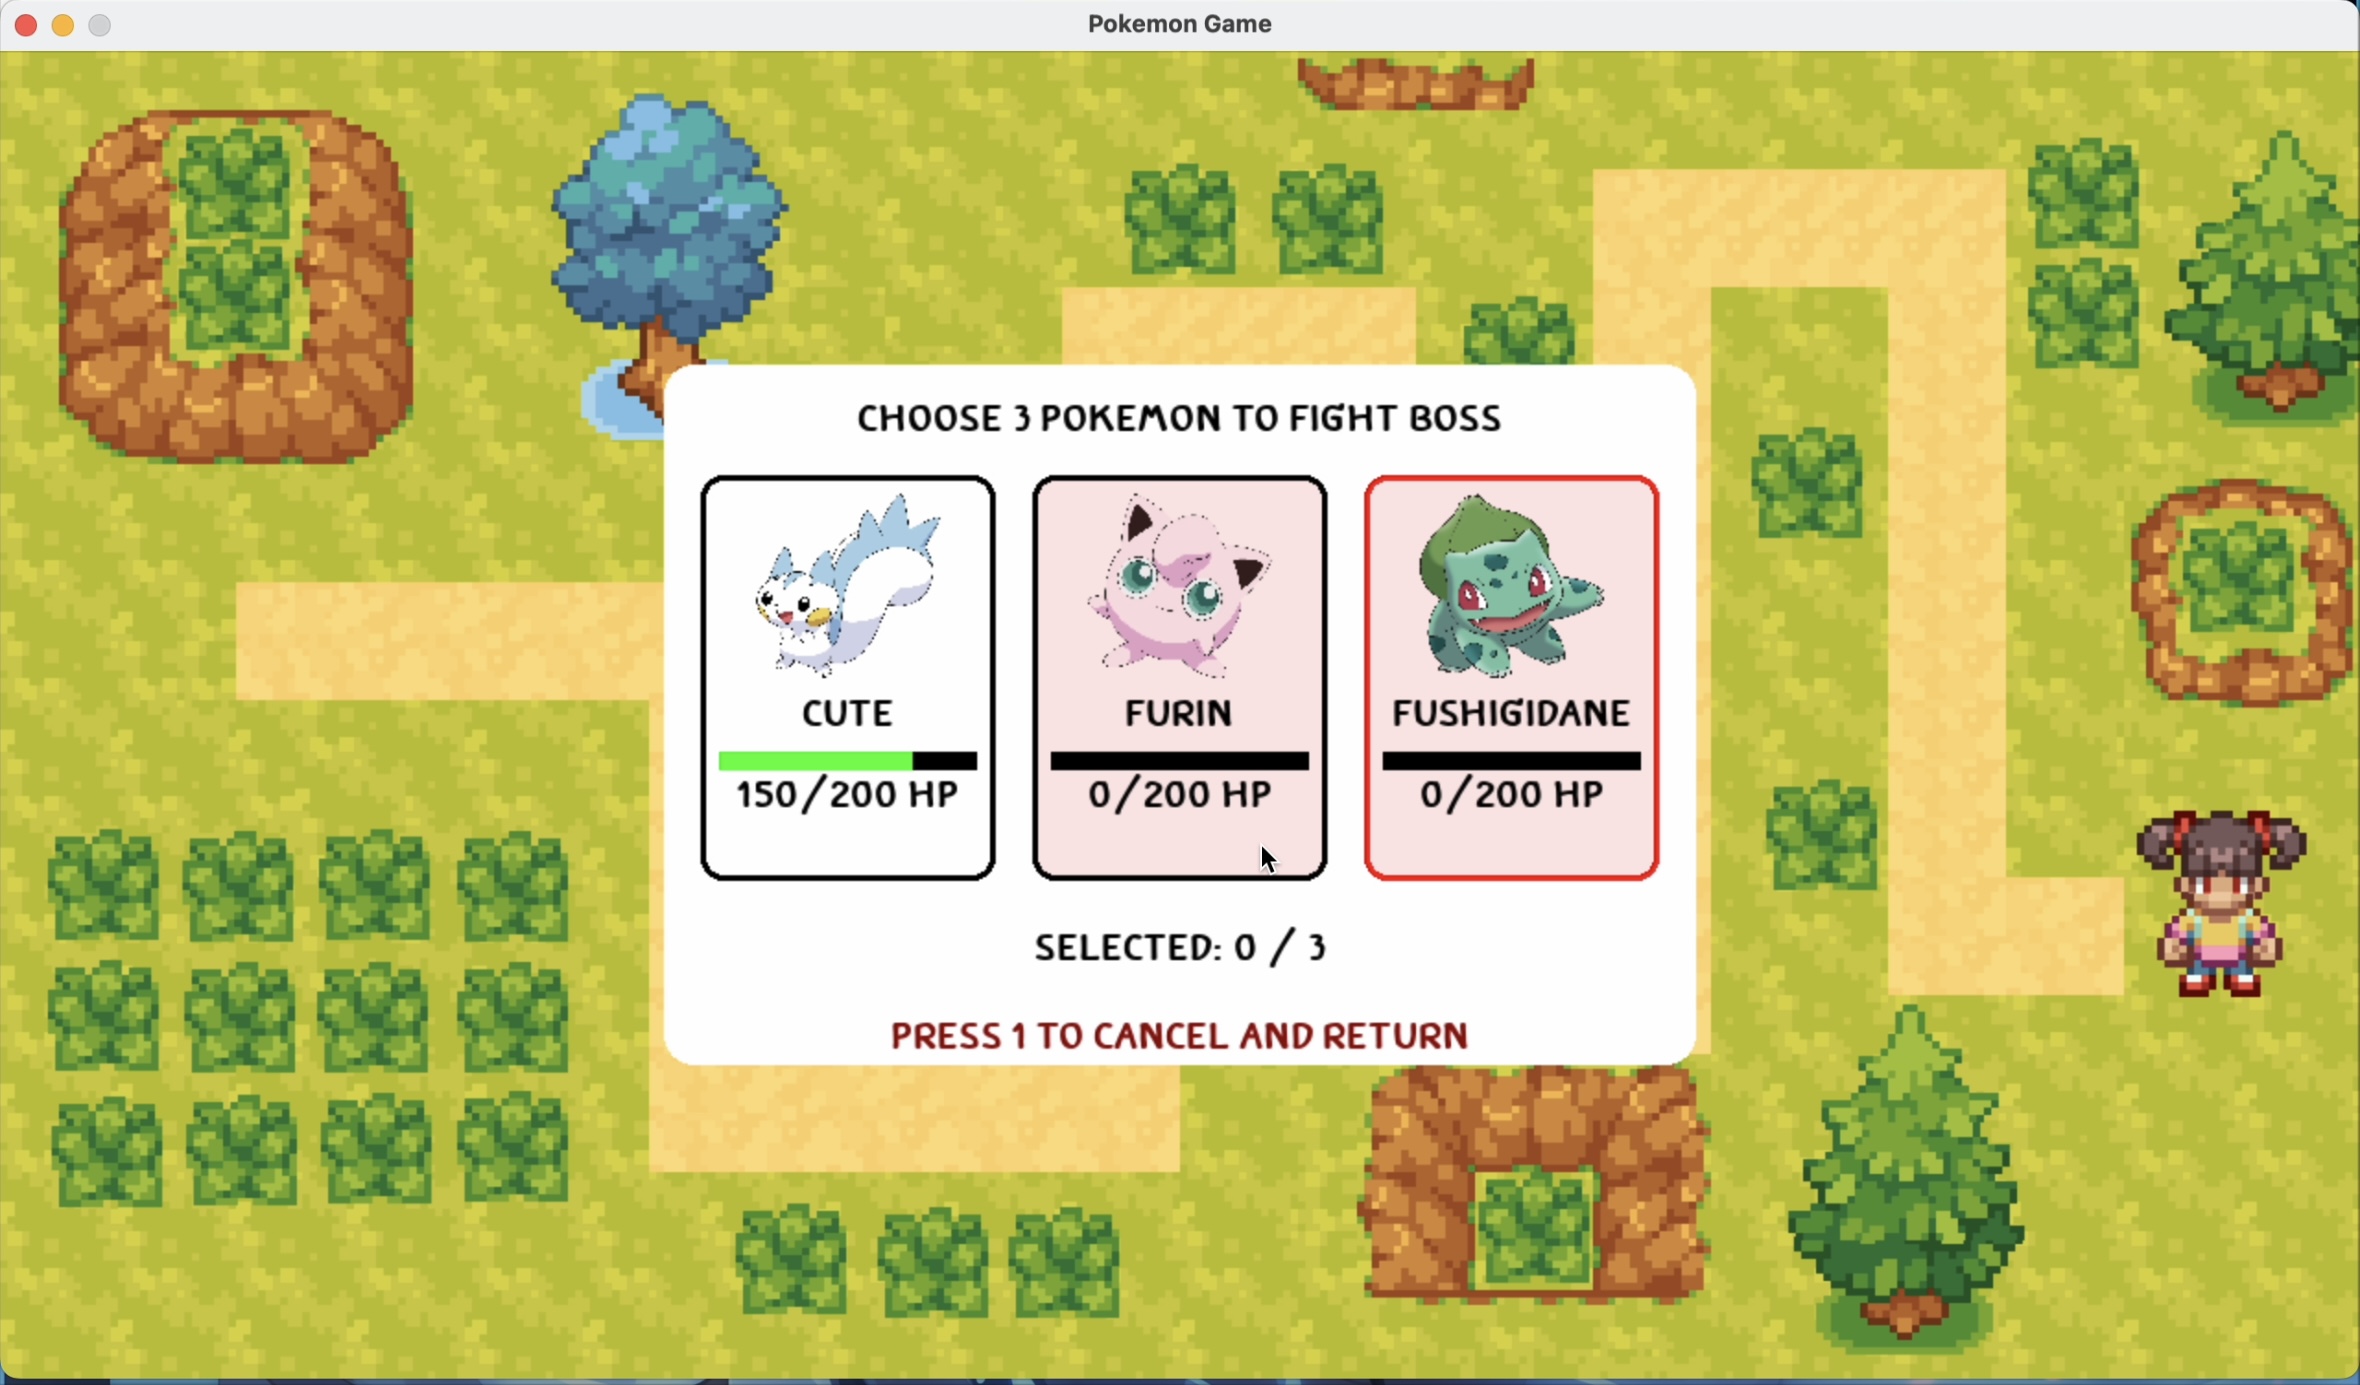 Pokemon Game
CHOOSE 3 POKEMON TO FIGHT BOSS
CUTE
150/200 HP
FURIN
0/200 HP
FUSHIGIDANE
0/200 HP
SELECTED: 0 / 3
PRESS 1 TO CANCEL AND RETURN